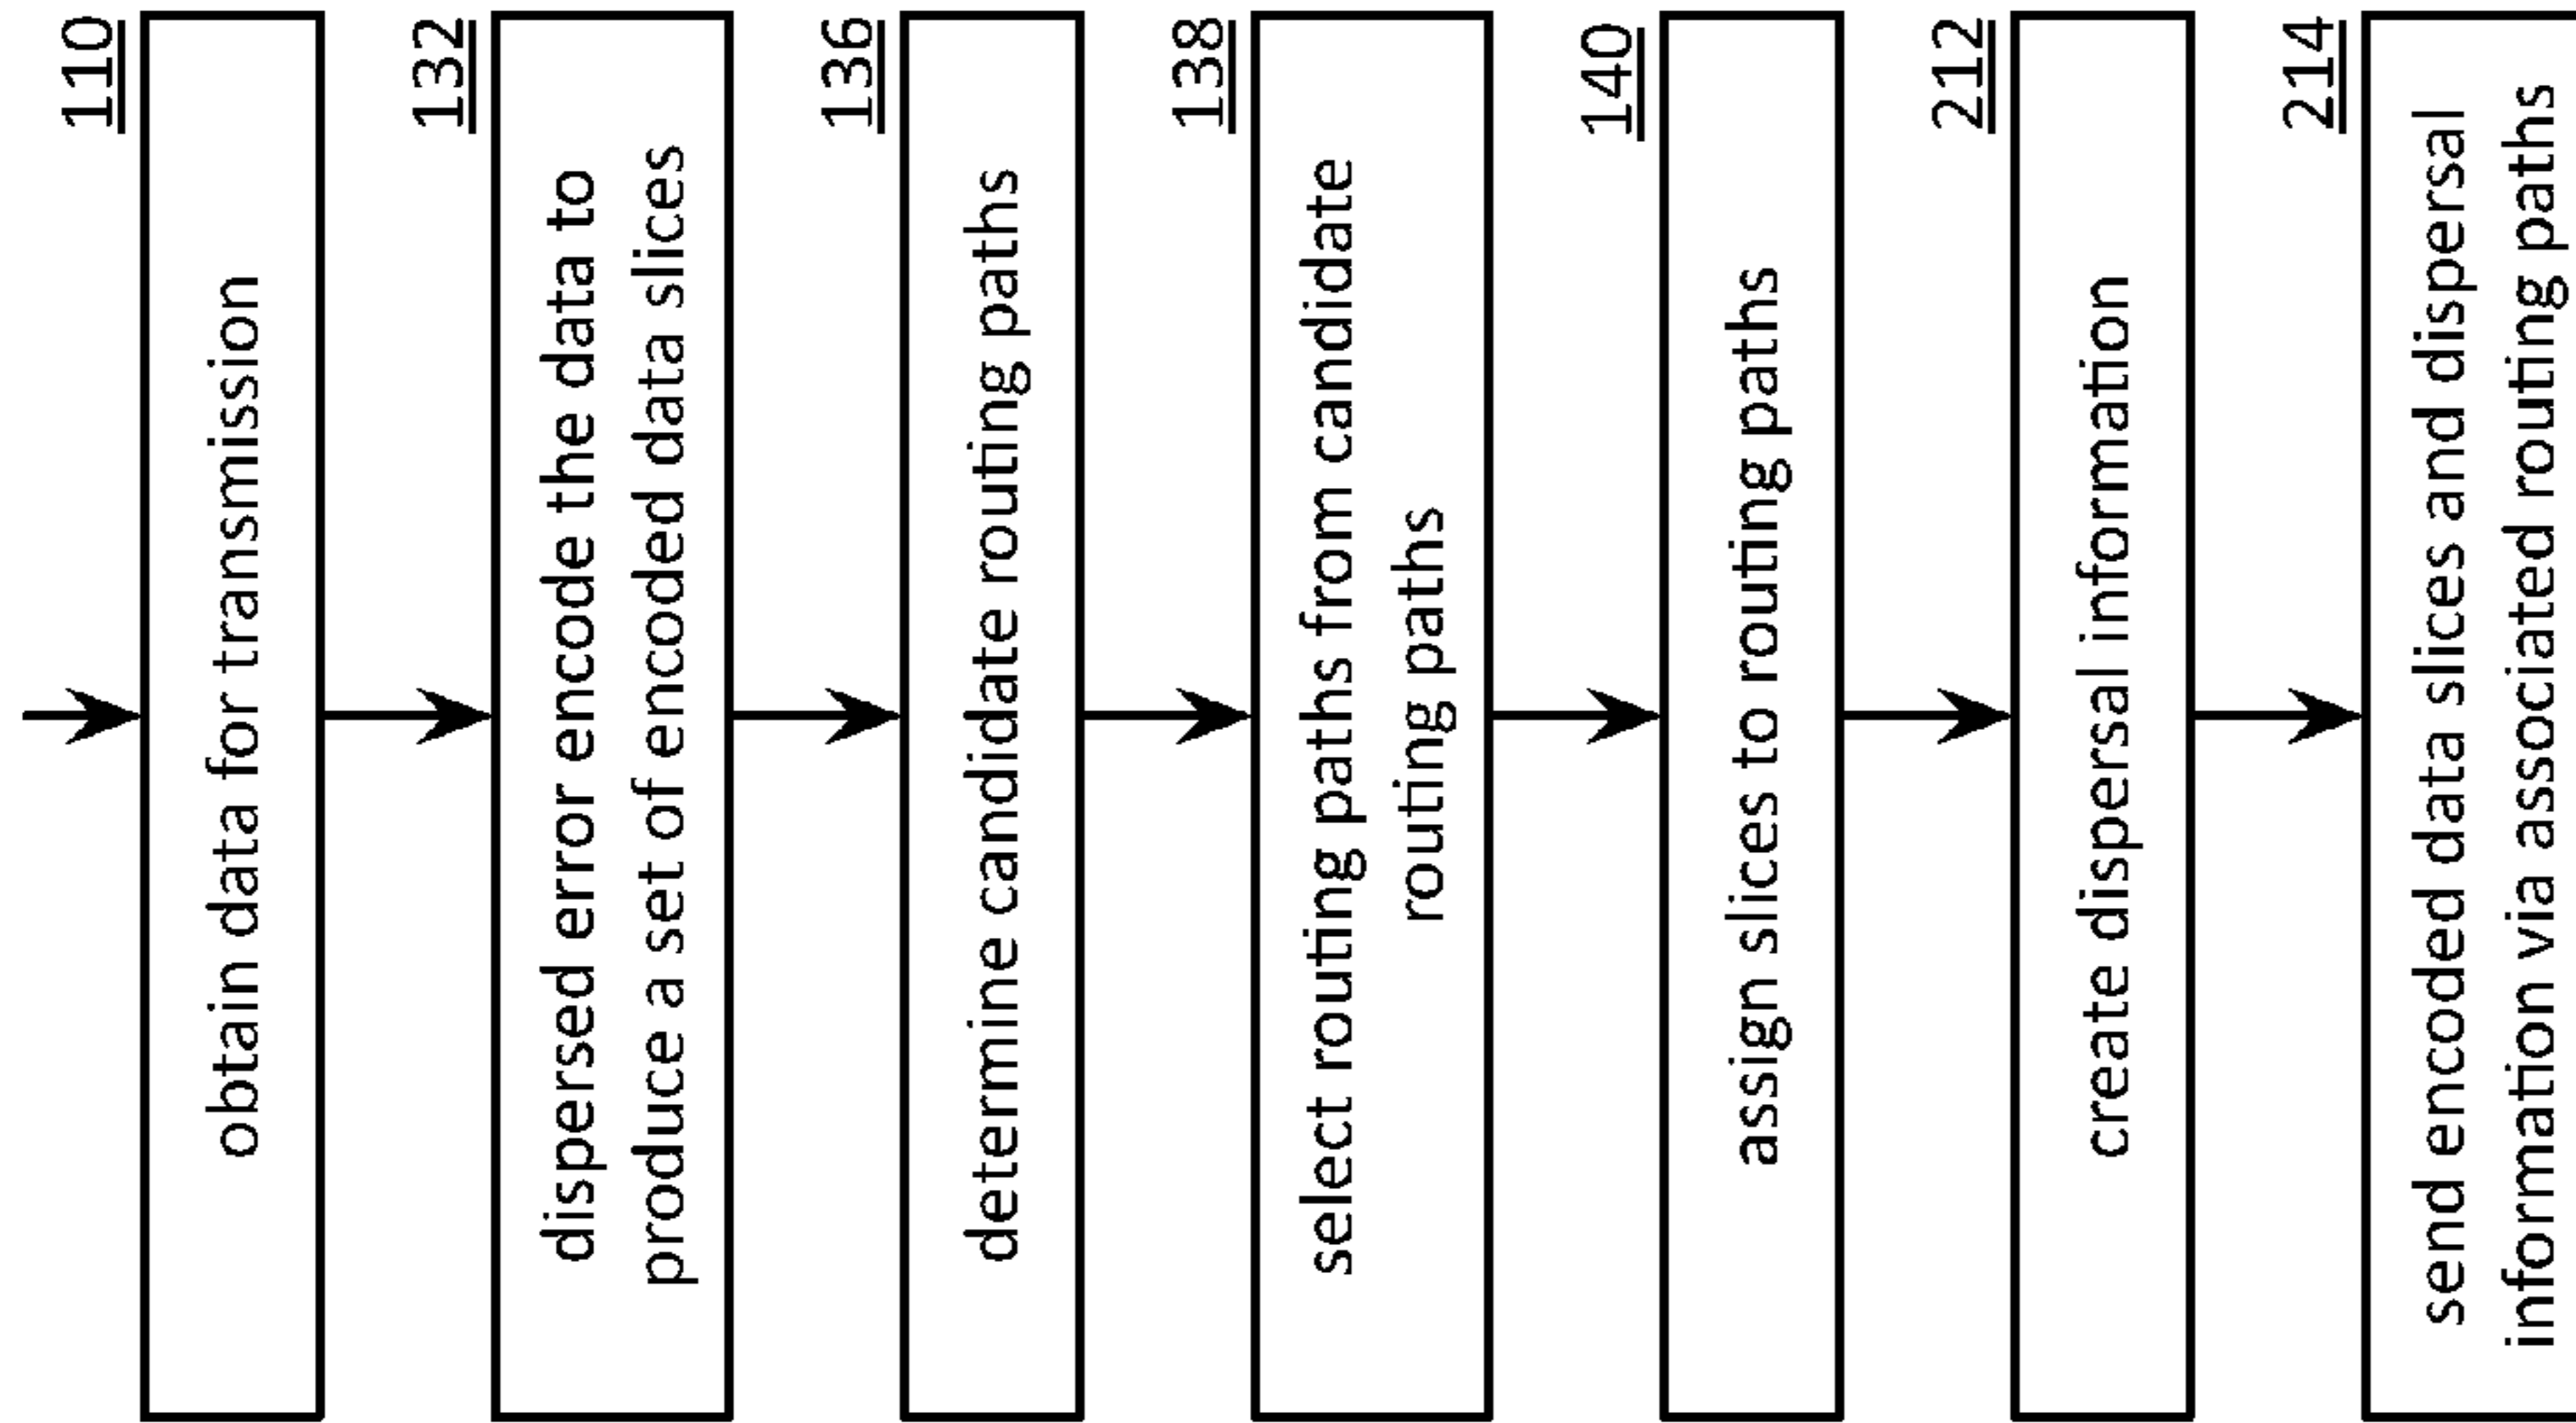 110
obtain data for transmission
132
dispersed error encode the data to
produce a set of encoded data slices
136
determine candidate routing paths
138
select routing paths from candidate
routing paths
140
assign slices to routing paths
212
create dispersal information
214
send encoded data slices and dispersal
information via associated routing paths